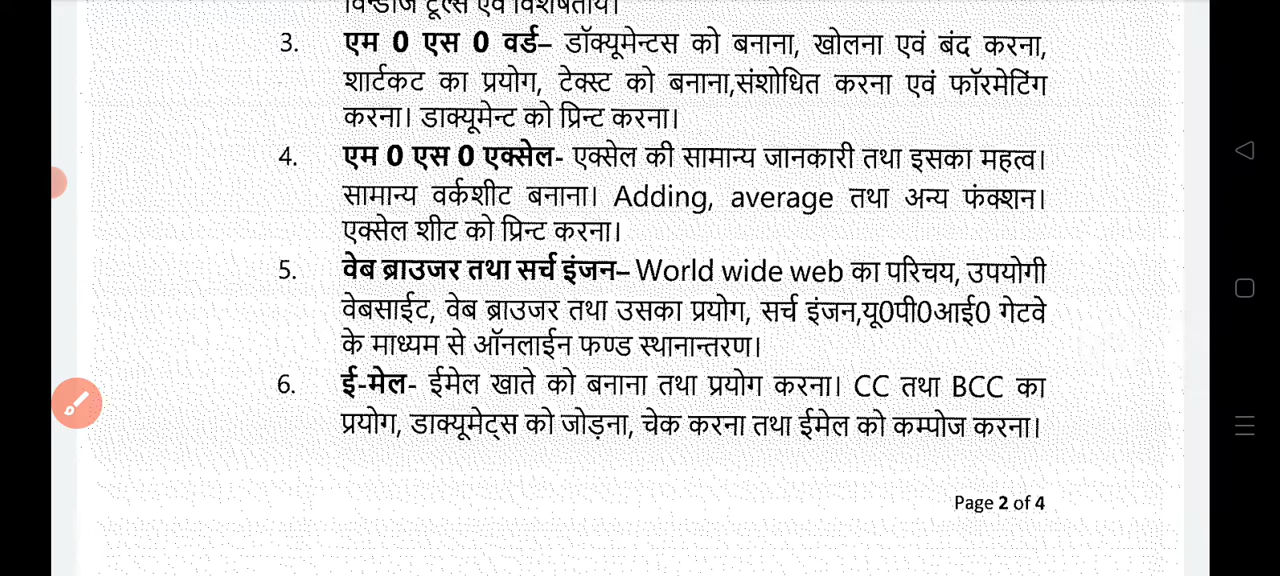 विन्डोज टूल्स एवं विशेषतायें।
3. एम 0 एस 0 वर्ड– डॉक्यूमेन्टस को बनाना, खोलना एवं बंद करना,
शार्टकट का प्रयोग, टेक्स्ट को बनाना,संशोधित करना एवं फॉरमेटिंग
करना। डाक्यूमेन्ट को प्रिन्ट करना।
4. एम 0 एस 0 एक्सेल- एक्सेल की सामान्य जानकारी तथा इसका महत्व।
सामान्य वर्कशीट बनाना। Adding, average तथा अन्य फंक्शन।
एक्सेल शीट को प्रिन्ट करना।
5. वेब ब्राउजर तथा सर्च इंजन– World wide web का परिचय, उपयोगी
वेबसाईट, वेब ब्राउजर तथा उसका प्रयोग, सर्च इंजन,यू0पी0आई0 गेटवे
के माध्यम से ऑनलाईन फण्ड स्थानान्तरण।
6. ई-मेल- ईमेल खाते को बनाना तथा प्रयोग करना। CC तथा BCC का
प्रयोग, डाक्यूमेट्स को जोड़ना, चेक करना तथा ईमेल को कम्पोज करना।
Page 2 of 4